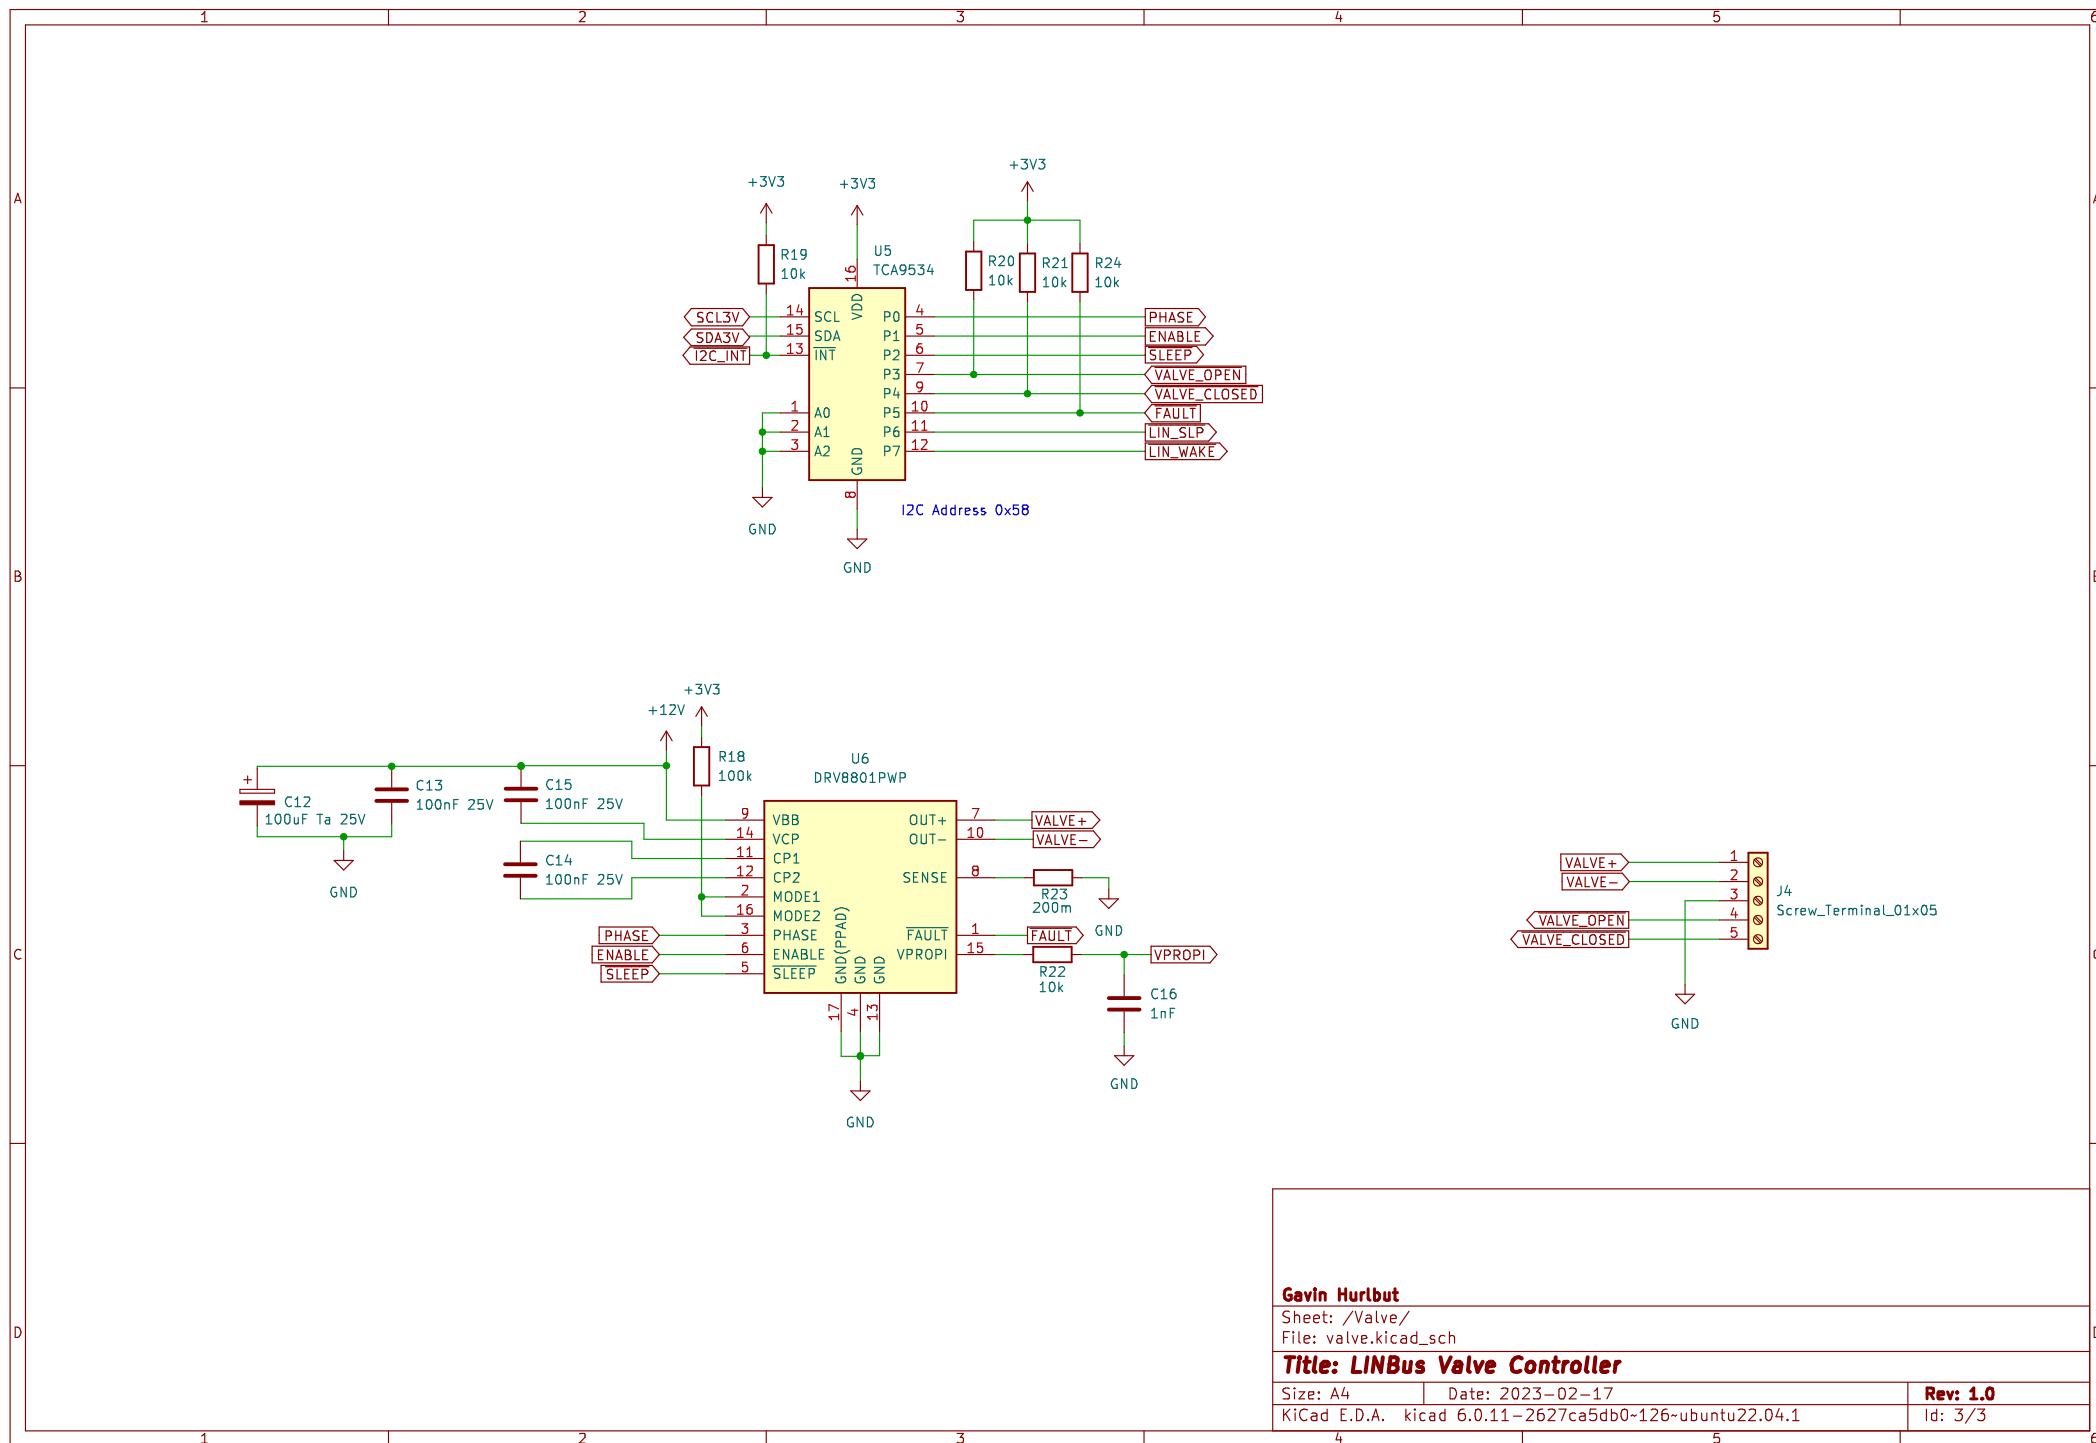 1 2 3 4 5 6
A
B
C
D
+3V3
+3V3
+3V3
R19
10k
U5
TCA9534
R20
10k
R21
10k
R24
10k
SCL3V
SDA3V
I2C_INT
14 SCL
15 SDA
13 INT
1 A0
2 A1
3 A2
16 VDD
8 GND
P0 4 PHASE
P1 5 ENABLE
P2 6 SLEEP
P3 7 VALVE_OPEN
P4 9 VALVE_CLOSED
P5 10 FAULT
P6 11 LIN_SLP
P7 12 LIN_WAKE
I2C Address 0x58
GND
GND
+3V3
+12V
R18
100k
U6
DRV8801PWP
+
C12
100uF Ta 25V
C13
100nF 25V
C15
100nF 25V
C14
100nF 25V
GND
9 VBB
14 VCP
11 CP1
12 CP2
2 MODE1
16 MODE2
PHASE 3 PHASE
ENABLE 6 ENABLE
SLEEP 5 SLEEP
17 GND(PPAD)
4 GND
13 GND
OUT+ 7 VALVE+
OUT- 10 VALVE-
SENSE 8
R23
200m
GND
FAULT 1 FAULT
VPROPI 15 VPROPI
R22
10k
C16
1nF
GND
GND
VALVE+ 1
VALVE- 2
3
VALVE_OPEN 4
VALVE_CLOSED 5
J4
Screw_Terminal_01x05
GND
Gavin Hurlbut
Sheet: /Valve/
File: valve.kicad_sch
Title: LINBus Valve Controller
Size: A4 Date: 2023-02-17 Rev: 1.0
KiCad E.D.A. kicad 6.0.11-2627ca5db0~126~ubuntu22.04.1 Id: 3/3
1 2 3 4 5 6